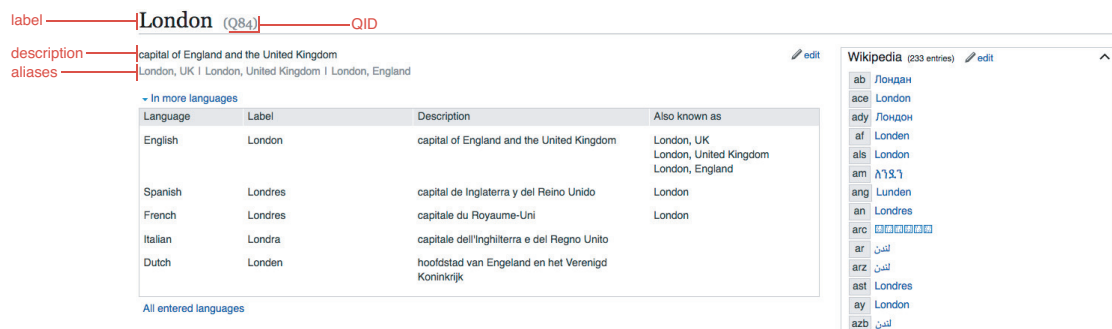 label
London (Q84)
QID
description
capital of England and the United Kingdom
edit
aliases
London, UK | London, United Kingdom | London, England
In more languages
Language Label Description Also known as
English London capital of England and the United Kingdom London, UK
London, United Kingdom
London, England
Spanish Londres capital de Inglaterra y del Reino Unido London
French Londres capitale du Royaume-Uni London
Italian Londra capitale dell'Inghilterra e del Regno Unito
Dutch Londen hoofdstad van Engeland en het Verenigd
Koninkrijk
All entered languages
Wikipedia (233 entries) edit
ab Лондан
ace London
ady Лондон
af Londen
als London
am ለንደን
ang Lunden
an Londres
arc
ar لندن
arz لندن
ast Londres
ay London
azb لندن